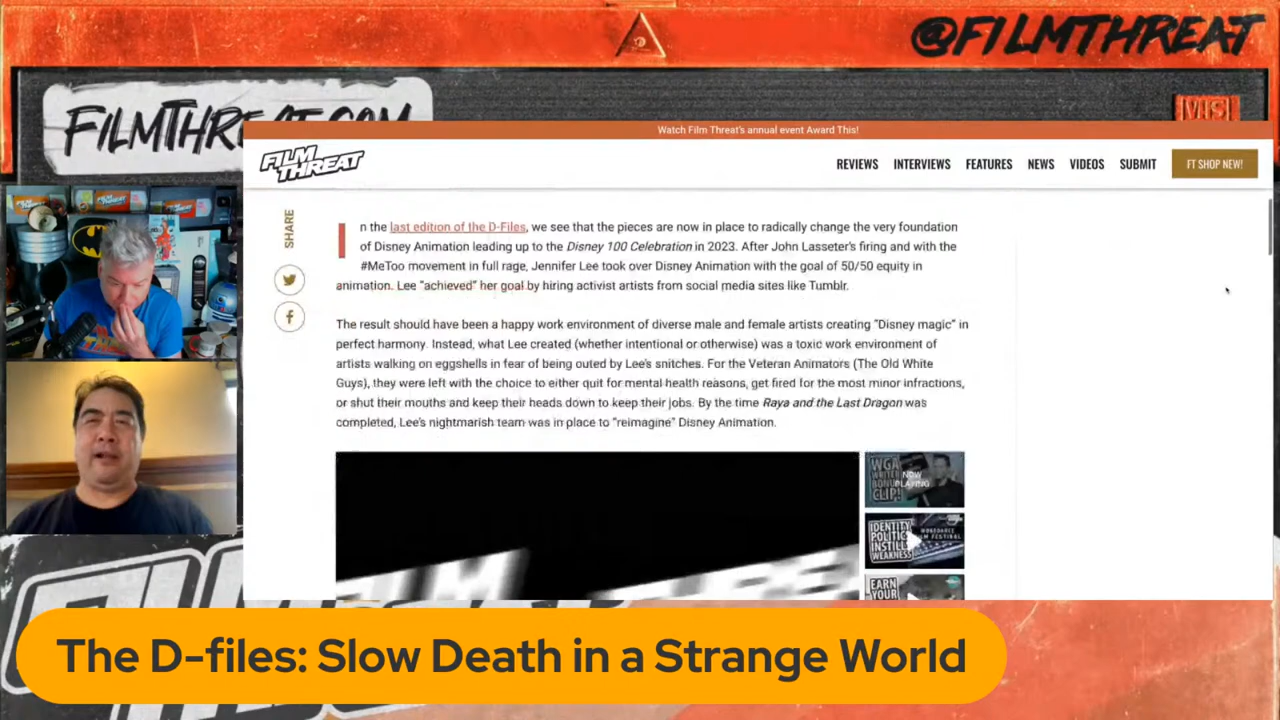 @FILMTHREAT
FILMTHREAT.COM
VIS
Watch Film Threat's annual event Award This!
FILM
THREAT
REVIEWS INTERVIEWS FEATURES NEWS VIDEOS SUBMIT FT SHOP NEW!
SHARE
In the last edition of the D-Files, we see that the pieces are now in place to radically change the very foundation
of Disney Animation leading up to the Disney 100 Celebration in 2023. After John Lasseter's firing and with the
#MeToo movement in full rage, Jennifer Lee took over Disney Animation with the goal of 50/50 equity in
animation. Lee "achieved" her goal by hiring activist artists from social media sites like Tumblr.
The result should have been a happy work environment of diverse male and female artists creating "Disney magic" in
perfect harmony. Instead, what Lee created (whether intentional or otherwise) was a toxic work environment of
artists walking on eggshells in fear of being outed by Lee's snitches. For the Veteran Animators (The Old White
Guys), they were left with the choice to either quit for mental health reasons, get fired for the most minor infractions,
or shut their mouths and keep their heads down to keep their jobs. By the time Raya and the Last Dragon was
completed, Lee's nightmarish team was in place to "reimagine" Disney Animation.
WGA
WRITER
BONUS
CLIP!
NOW
PLAYING
IDENTITY
POLITICS
INSTILL
WEAKNESS
EARN
YOUR
The D-files: Slow Death in a Strange World